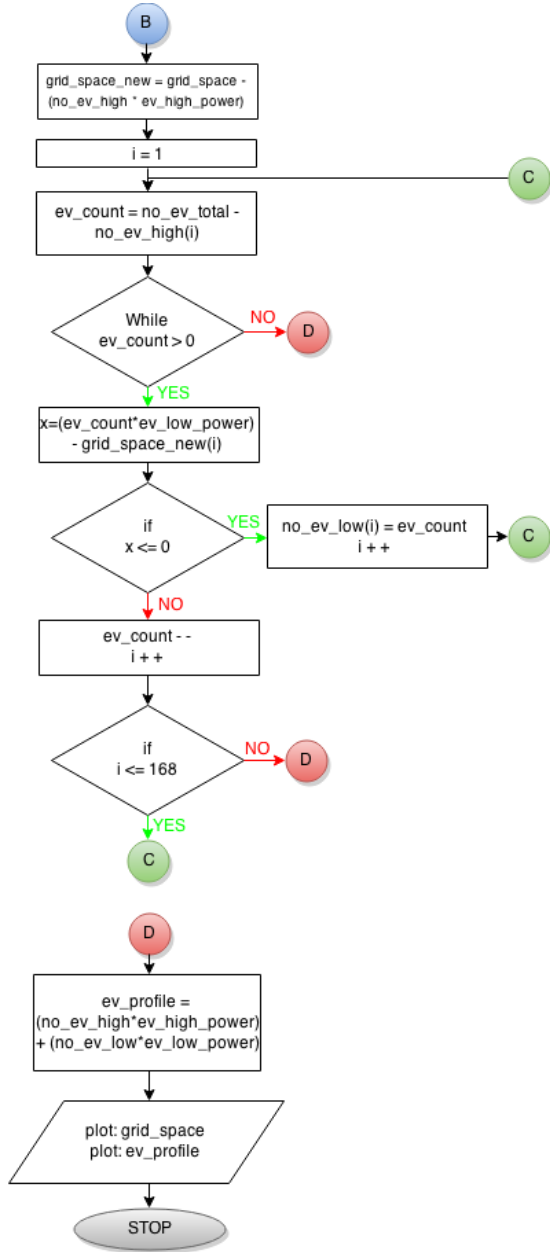 B
grid_space_new = grid_space -
(no_ev_high * ev_high_power)
i = 1
C
ev_count = no_ev_total -
no_ev_high(i)
While
ev_count > 0
NO
D
YES
x=(ev_count*ev_low_power)
- grid_space_new(i)
if
x <= 0
YES
no_ev_low(i) = ev_count
i + +
C
NO
ev_count - -
i + +
if
i <= 168
NO
D
YES
C
D
ev_profile =
(no_ev_high*ev_high_power)
+ (no_ev_low*ev_low_power)
plot: grid_space
plot: ev_profile
STOP